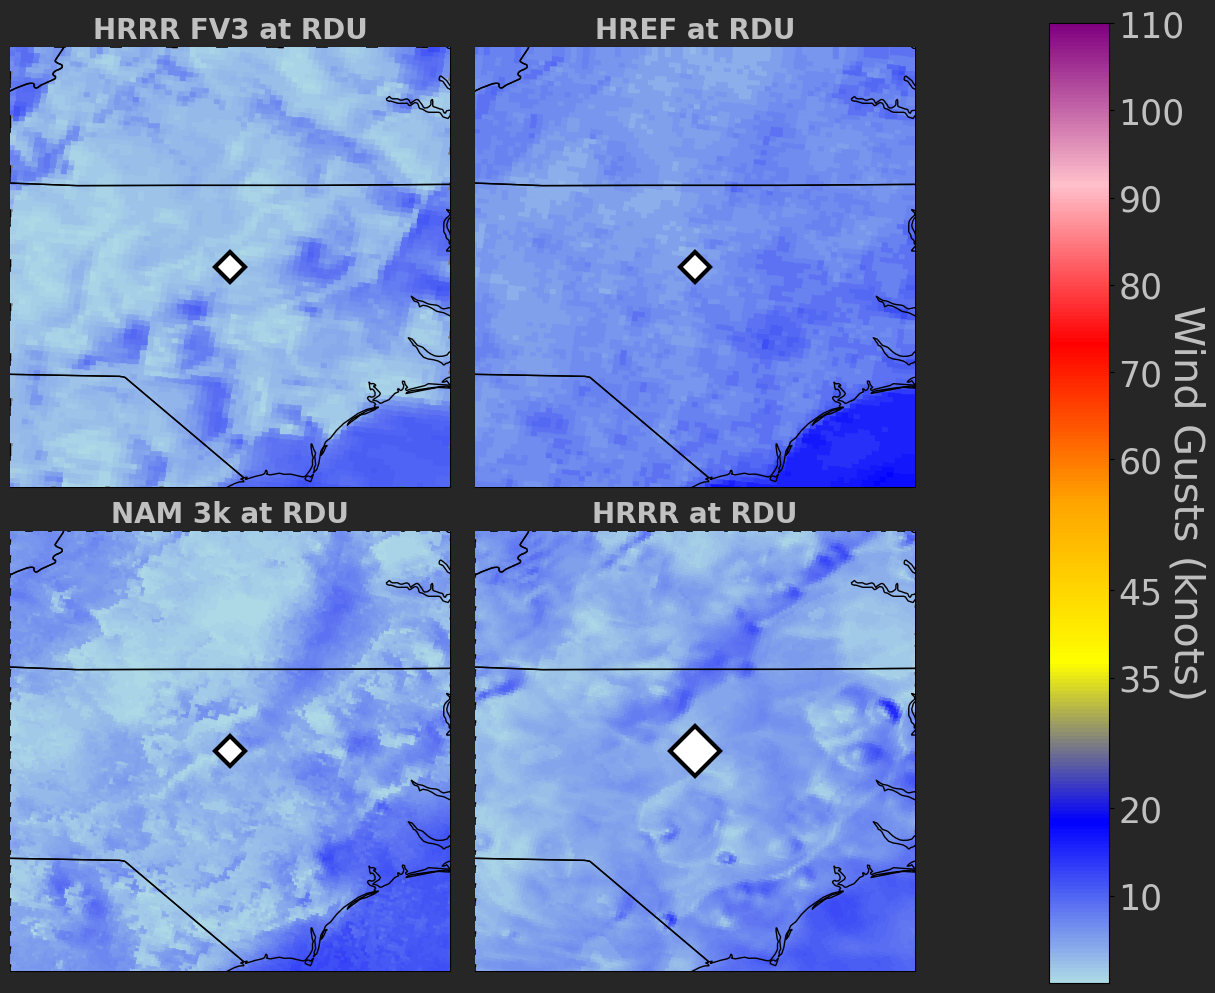 HRRR FV3 at RDU
HREF at RDU
NAM 3k at RDU
HRRR at RDU
110
100
90
80
70
60
45
35
20
10
Wind Gusts (knots)